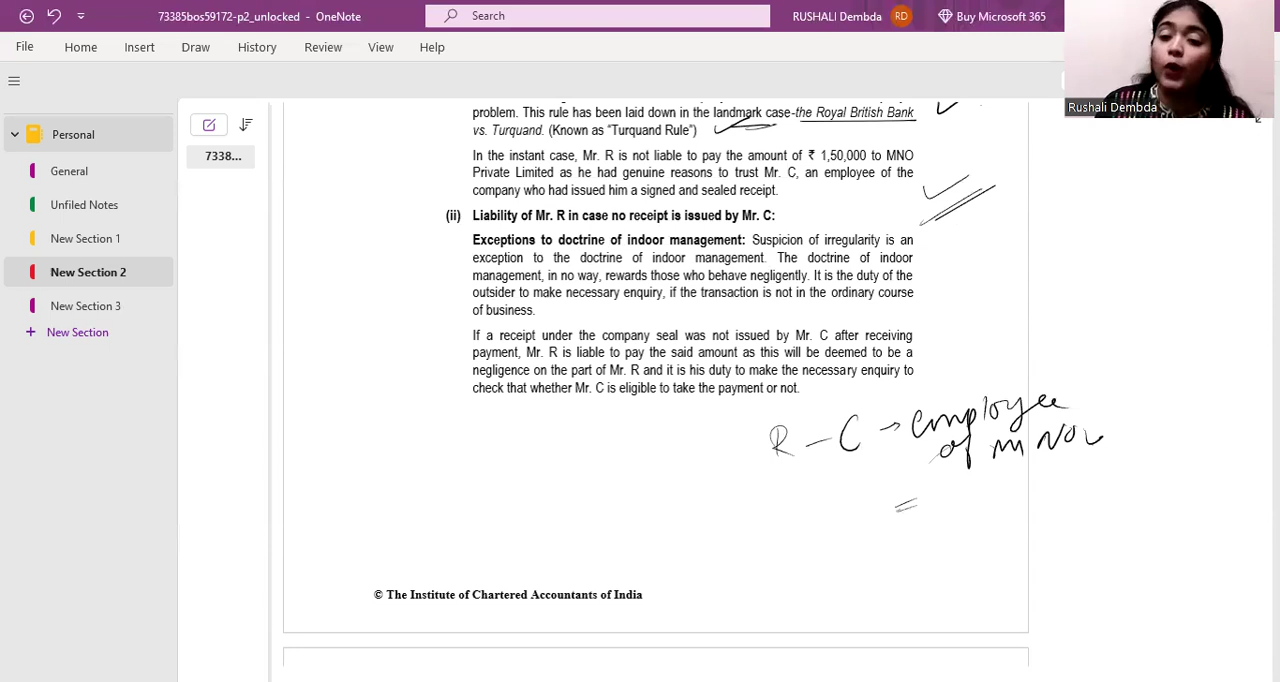 73385bos59172-p2_unlocked - OneNote
Search
RUSHALI Dembda
RD
Buy Microsoft 365
File
Home
Insert
Draw
History
Review
View
Help
Rushali Dembda
Personal
General
Unfiled Notes
New Section 1
New Section 2
New Section 3
+ New Section
7338...
problem. This rule has been laid down in the landmark case-the Royal British Bank
vs. Turquand. (Known as “Turquand Rule”)
In the instant case, Mr. R is not liable to pay the amount of ₹ 1,50,000 to MNO
Private Limited as he had genuine reasons to trust Mr. C, an employee of the
company who had issued him a signed and sealed receipt.
(ii) Liability of Mr. R in case no receipt is issued by Mr. C:
Exceptions to doctrine of indoor management: Suspicion of irregularity is an
exception to the doctrine of indoor management. The doctrine of indoor
management, in no way, rewards those who behave negligently. It is the duty of the
outsider to make necessary enquiry, if the transaction is not in the ordinary course
of business.
If a receipt under the company seal was not issued by Mr. C after receiving
payment, Mr. R is liable to pay the said amount as this will be deemed to be a
negligence on the part of Mr. R and it is his duty to make the necessary enquiry to
check that whether Mr. C is eligible to take the payment or not.
R - C → employee
of
© The Institute of Chartered Accountants of India